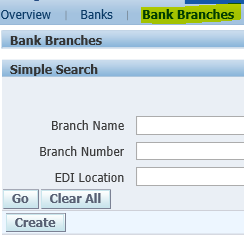 Overview | Banks | Bank Branches
Bank Branches
Simple Search
Branch Name
Branch Number
EDI Location
Go Clear All
Create